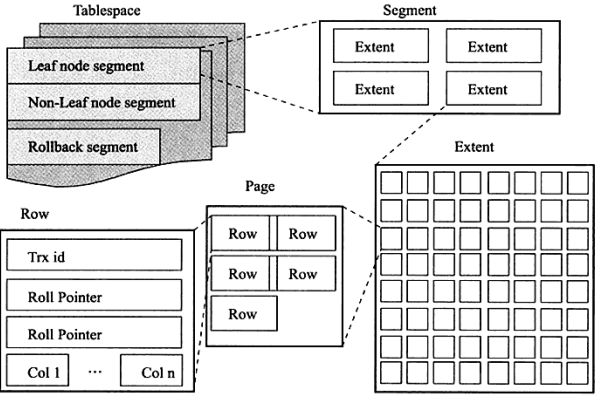 Tablespace
Leaf node segment
Non-Leaf node segment
Rollback segment
Segment
Extent Extent
Extent Extent
Extent
Page
Row Row
Row Row
Row
Row
Trx id
Roll Pointer
Roll Pointer
Col 1 ... Col n